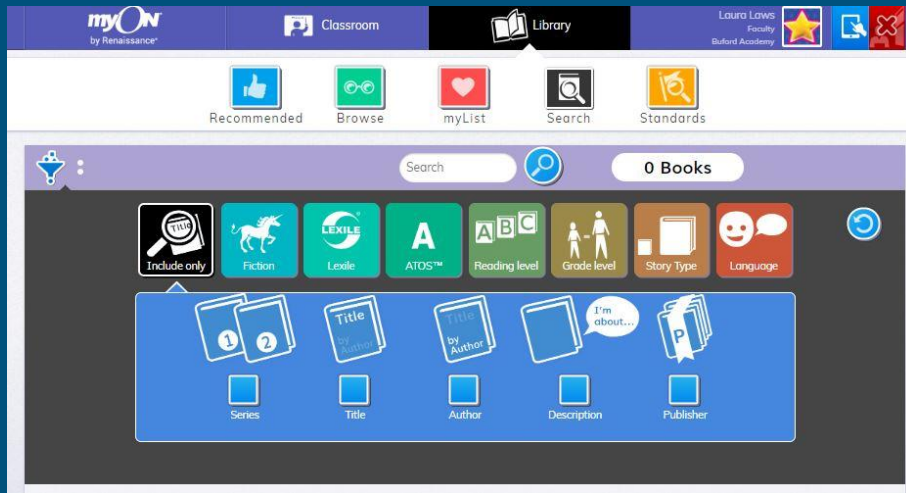 myON
by Renaissance
Classroom
Library
Laura Laws
Faculty
Buford Academy
Recommended
Browse
myList
Search
Standards
Search
0 Books
Title
LEXILE
A
A B C
Include only
Fiction
Lexile
ATOS™
Reading level
Grade level
Story Type
Language
1 2
Title
by
Author
Title
by
Author
I'm
about...
P
Series
Title
Author
Description
Publisher